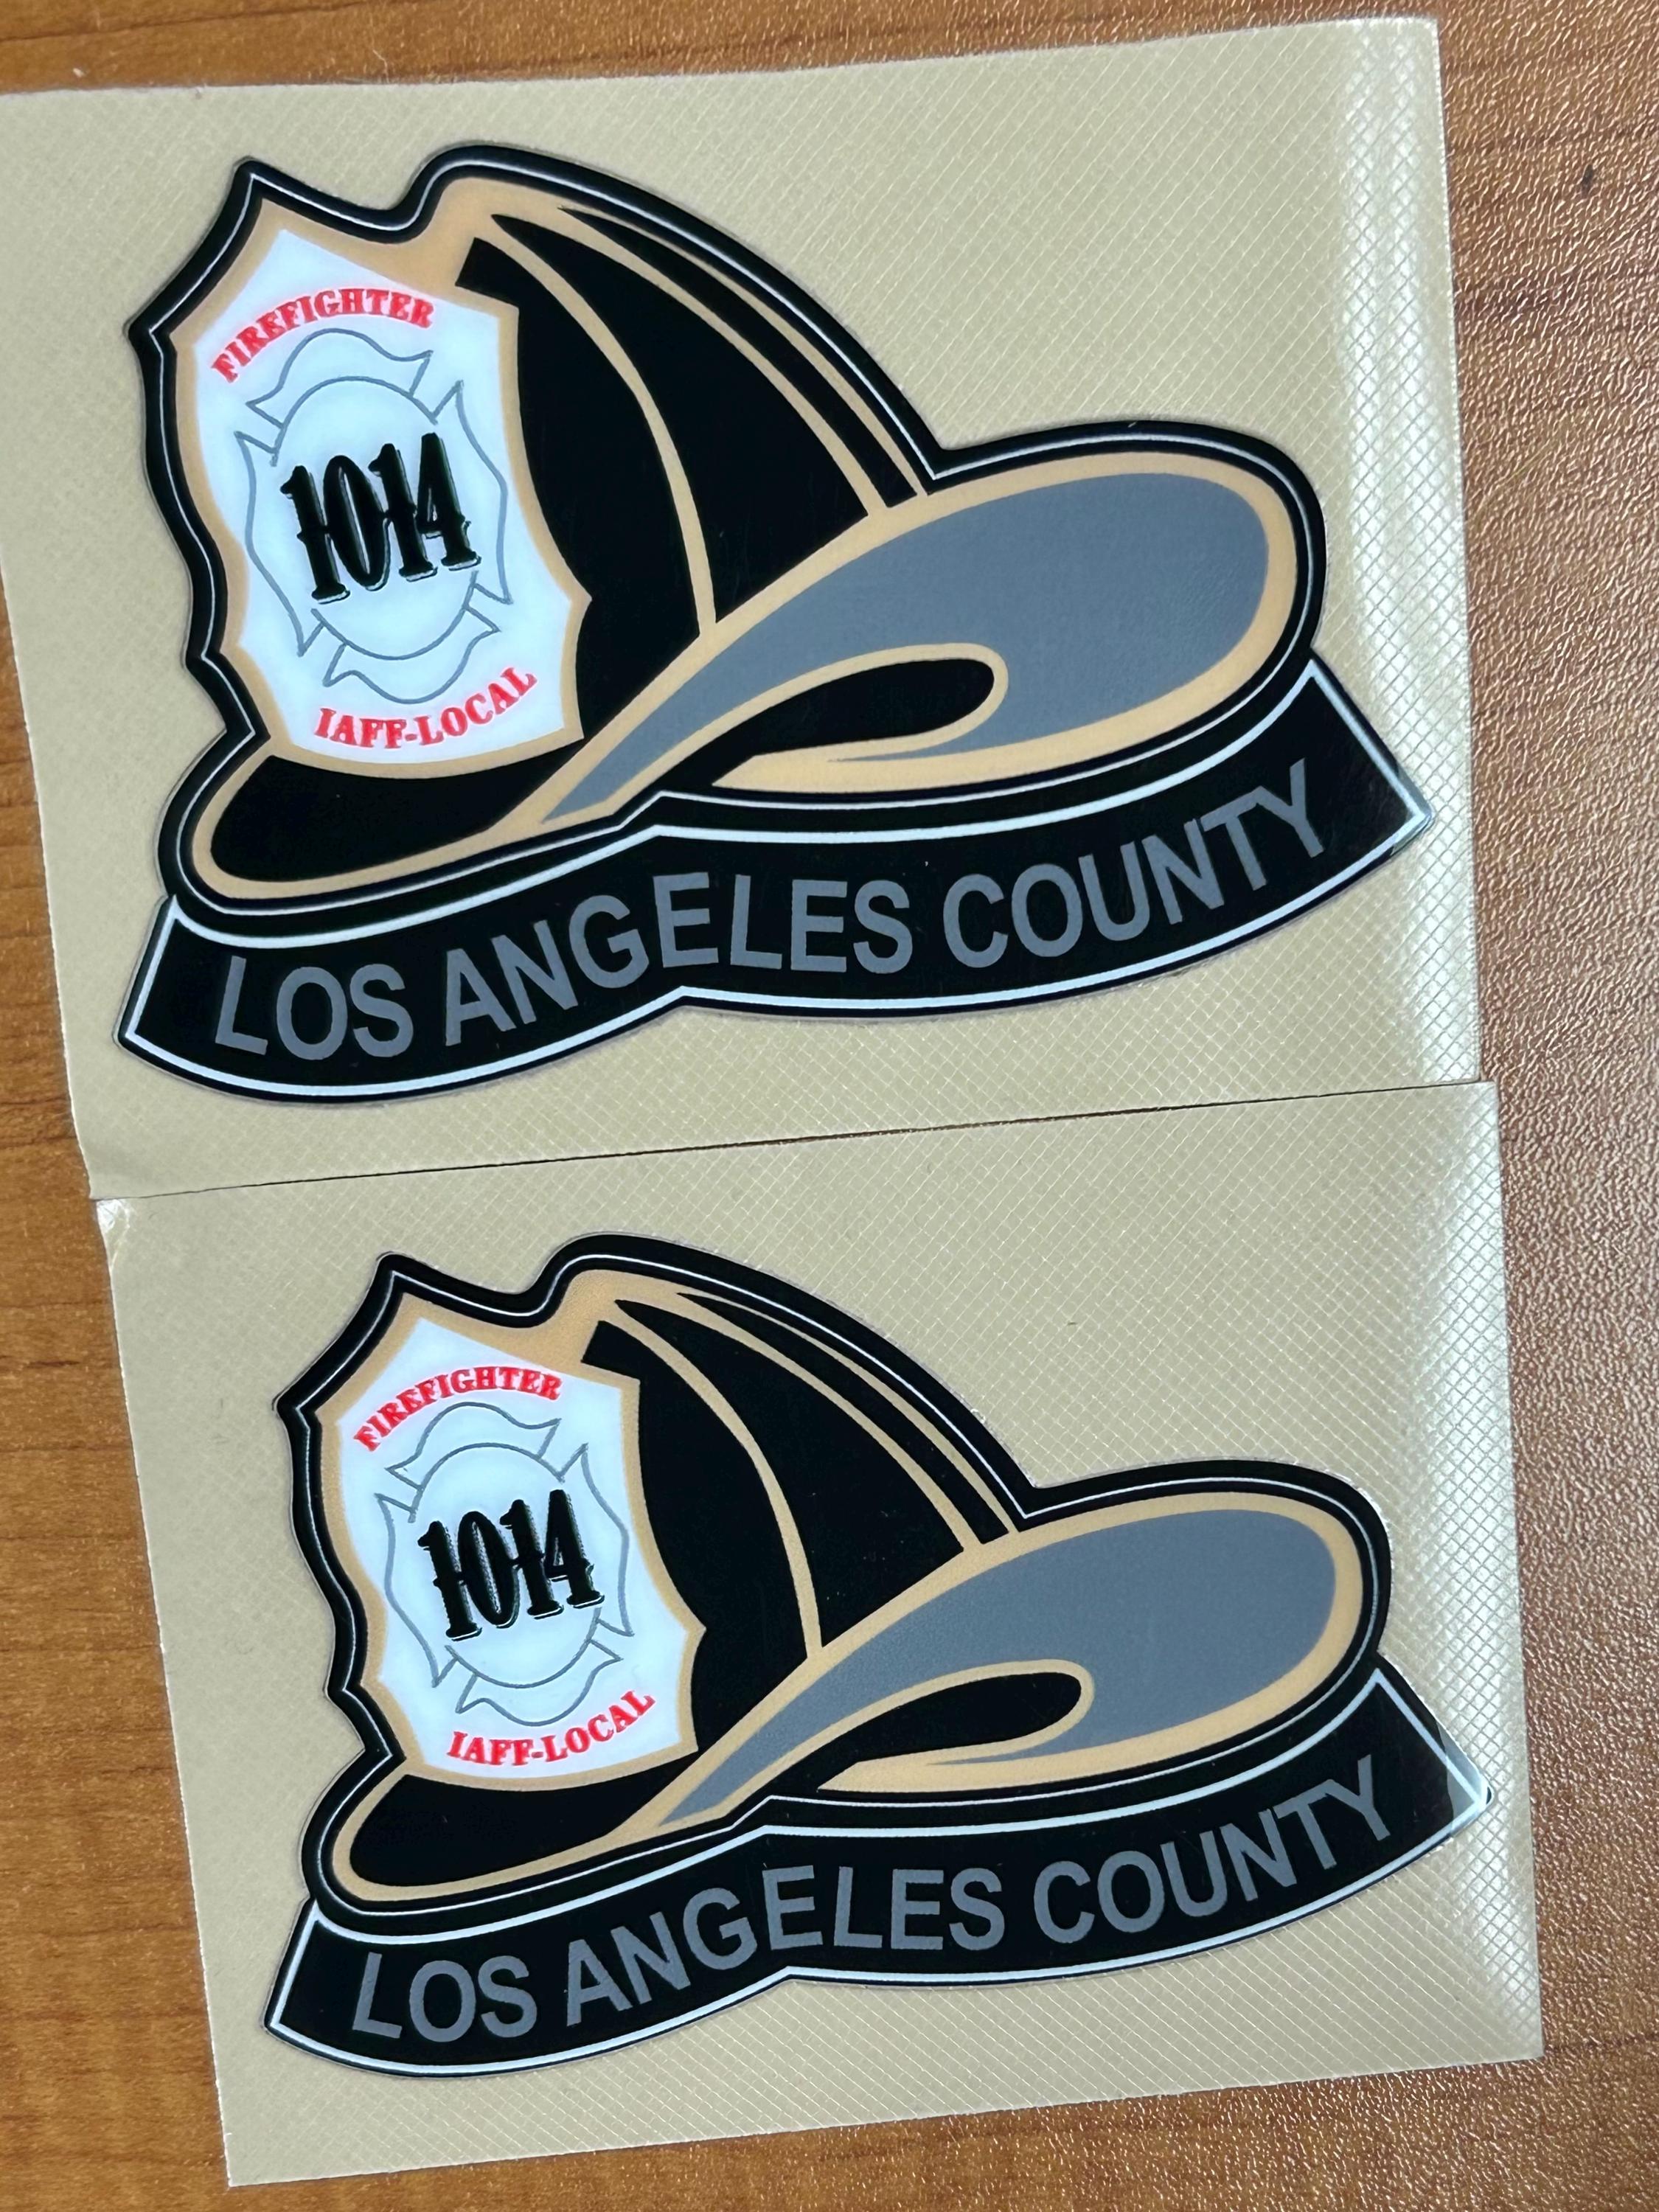 FIREFIGHTER
1014
IAFF-LOCAL
LOS ANGELES COUNTY
FIREFIGHTER
1014
IAFF-LOCAL
LOS ANGELES COUNTY